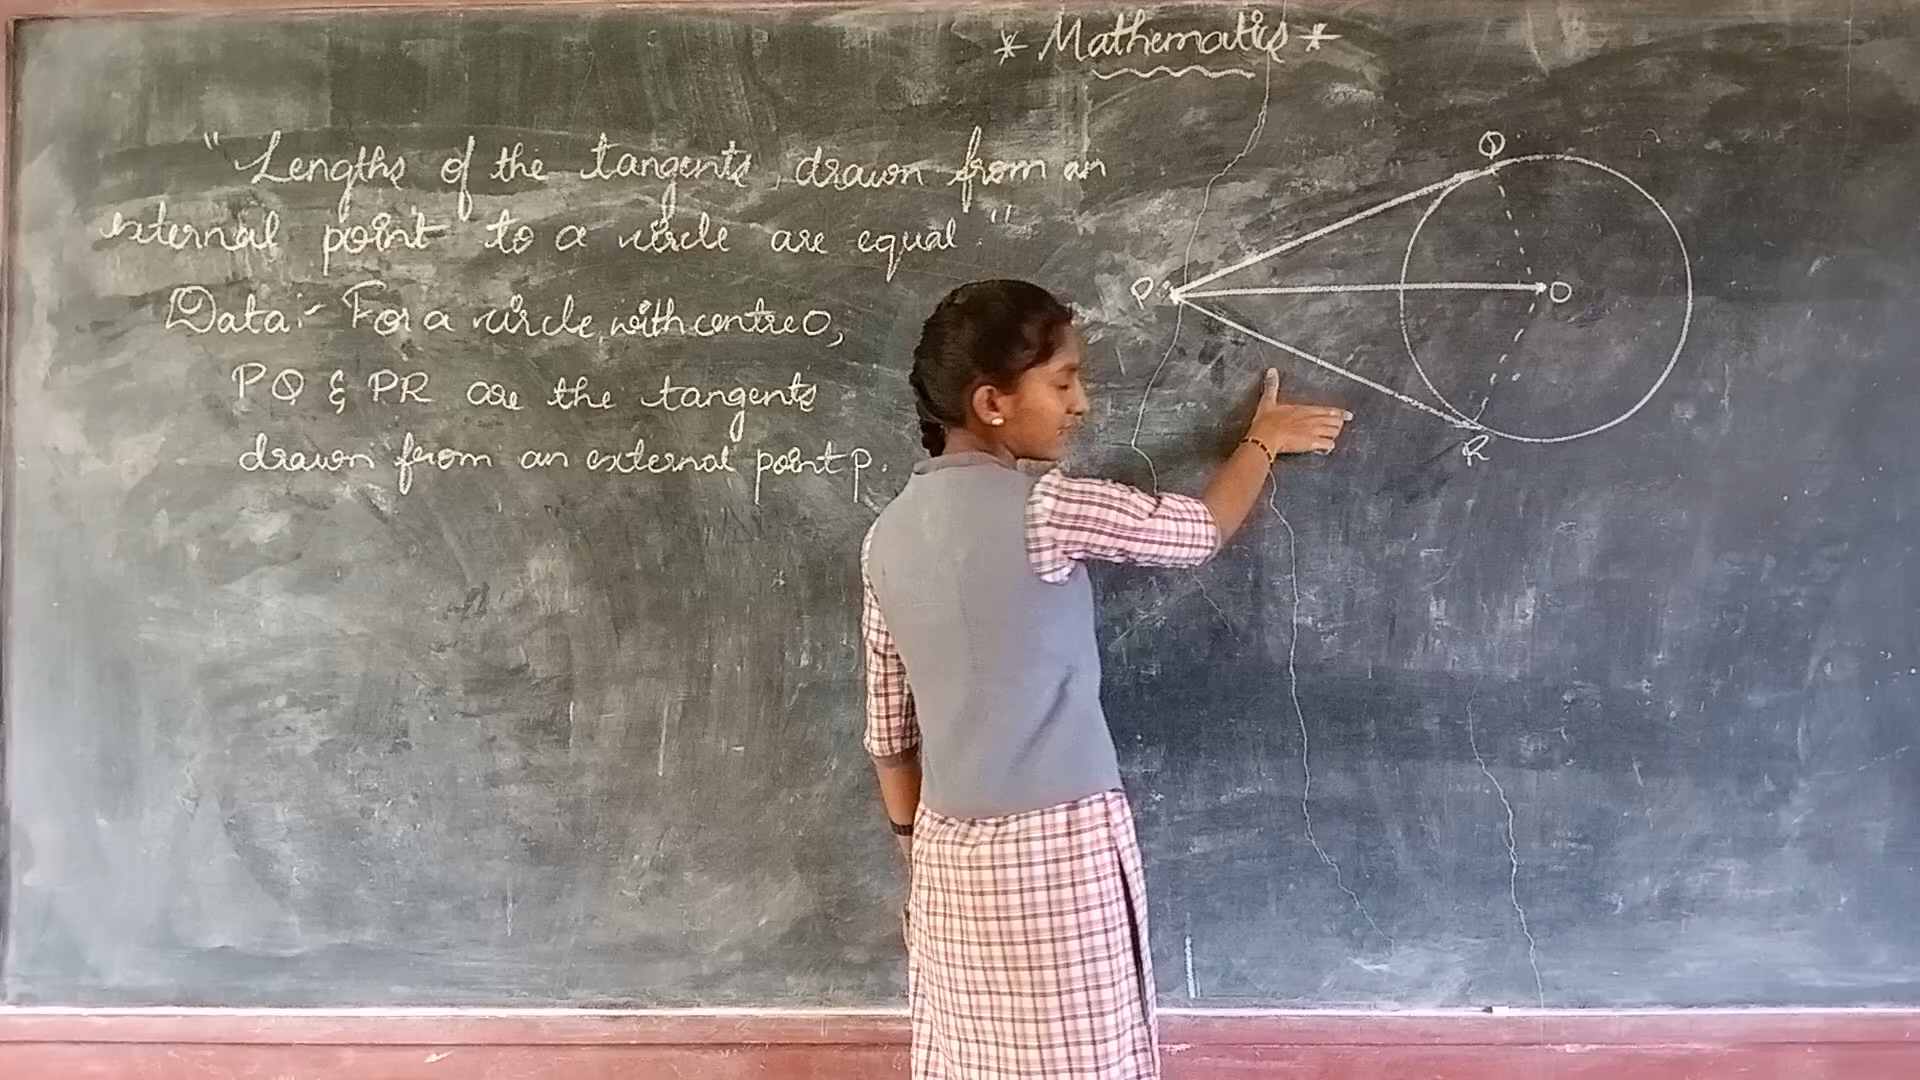 * Mathematics *
"Lengths of the tangents drawn from an
external point to a circle are equal."
Data:- For a circle, with centre O,
PQ & PR are the tangents
drawn from an external point P.
Q
P
O
R